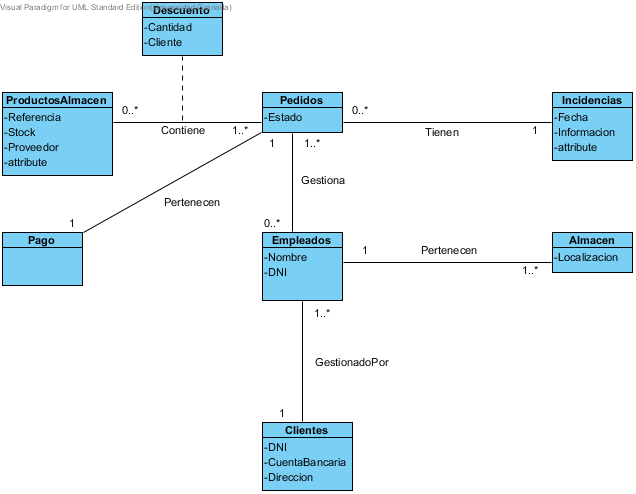 Visual Paradigm for UML Standard Edition
Descuento
-Cantidad
-Cliente
ProductosAlmacen
-Referencia
-Stock
-Proveedor
-attribute
0..*
Contiene
1..*
Pedidos
-Estado
0..*
Tienen
1
Incidencias
-Fecha
-Informacion
-attribute
1
Pertenecen
1
1..*
Gestiona
0..*
Pago
Empleados
-Nombre
-DNI
1
Pertenecen
1..*
Almacen
-Localizacion
1..*
GestionadoPor
1
Clientes
-DNI
-CuentaBancaria
-Direccion